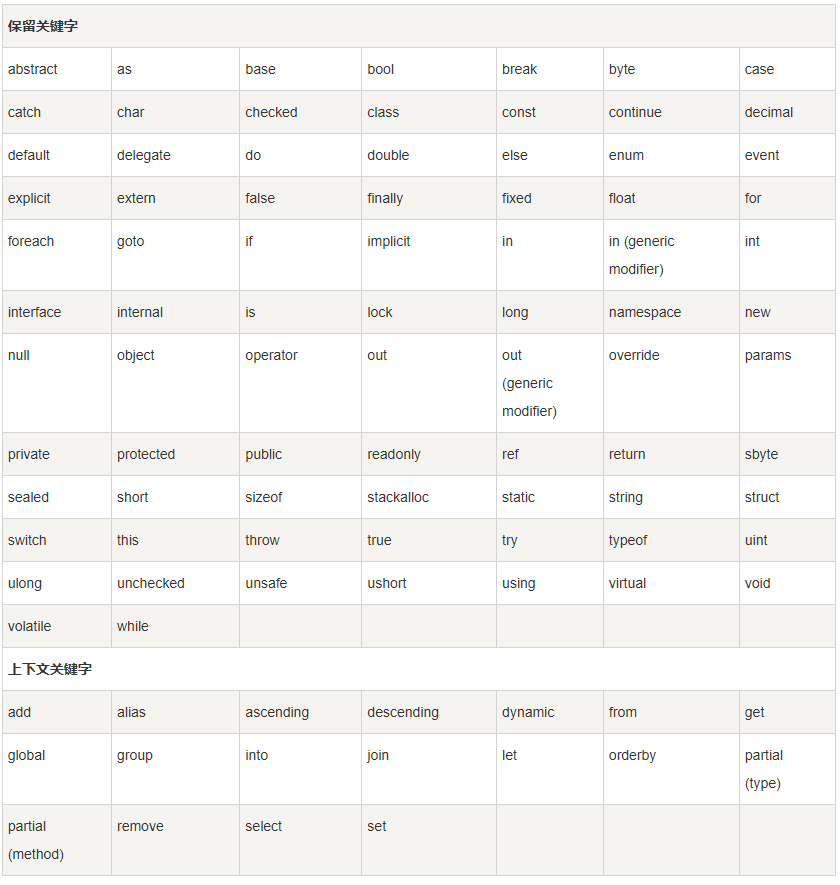 保留关键字
abstract as base bool break byte case
catch char checked class const continue decimal
default delegate do double else enum event
explicit extern false finally fixed float for
foreach goto if implicit in in (generic modifier) int
interface internal is lock long namespace new
null object operator out out (generic modifier) override params
private protected public readonly ref return sbyte
sealed short sizeof stackalloc static string struct
switch this throw true try typeof uint
ulong unchecked unsafe ushort using virtual void
volatile while
上下文关键字
add alias ascending descending dynamic from get
global group into join let orderby partial (type)
partial (method) remove select set